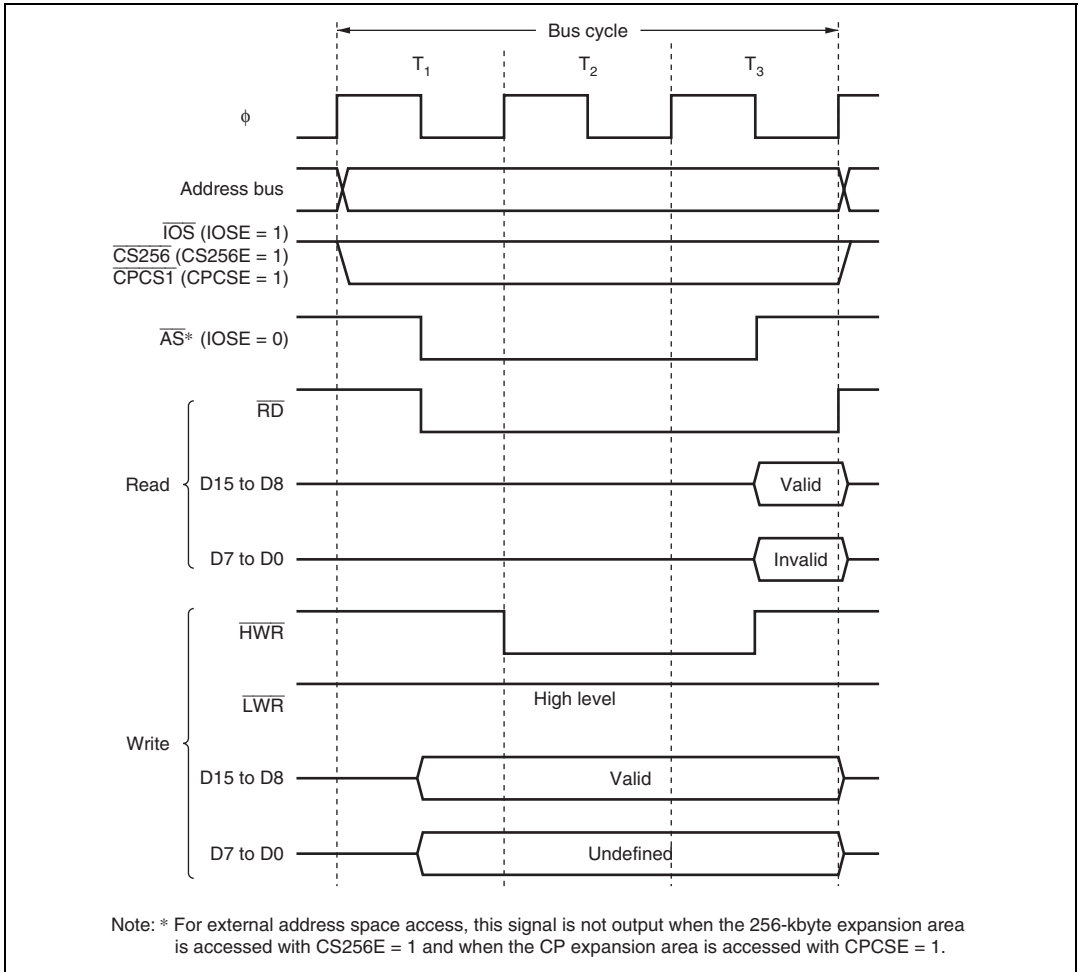 Bus cycle
T1 T2 T3
ϕ
Address bus
IOS (IOSE = 1)
CS256 (CS256E = 1)
CPCS1 (CPCSE = 1)
AS* (IOSE = 0)
RD
Read
D15 to D8
Valid
D7 to D0
Invalid
HWR
LWR
High level
Write
D15 to D8
Valid
D7 to D0
Undefined
Note: * For external address space access, this signal is not output when the 256-kbyte expansion area
is accessed with CS256E = 1 and when the CP expansion area is accessed with CPCSE = 1.